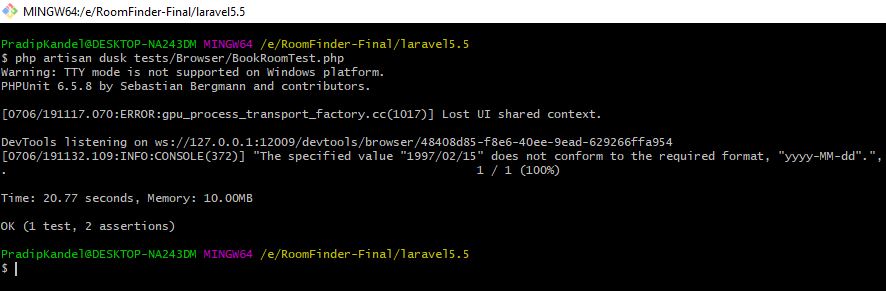 MINGW64:/e/RoomFinder-Final/laravel5.5
PradipKandel@DESKTOP-NA243DM MINGW64 /e/RoomFinder-Final/laravel5.5
$ php artisan dusk tests/Browser/BookRoomTest.php
Warning: TTY mode is not supported on Windows platform.
PHPUnit 6.5.8 by Sebastian Bergmann and contributors.
[0706/191117.070:ERROR:gpu_process_transport_factory.cc(1017)] Lost UI shared context.
DevTools listening on ws://127.0.0.1:12009/devtools/browser/48408d85-f8e6-40ee-9ead-629266ffa954
[0706/191132.109:INFO:CONSOLE(372)] "The specified value "1997/02/15" does not conform to the required format, "yyyy-MM-dd".",
. 1 / 1 (100%)
Time: 20.77 seconds, Memory: 10.00MB
OK (1 test, 2 assertions)
PradipKandel@DESKTOP-NA243DM MINGW64 /e/RoomFinder-Final/laravel5.5
$